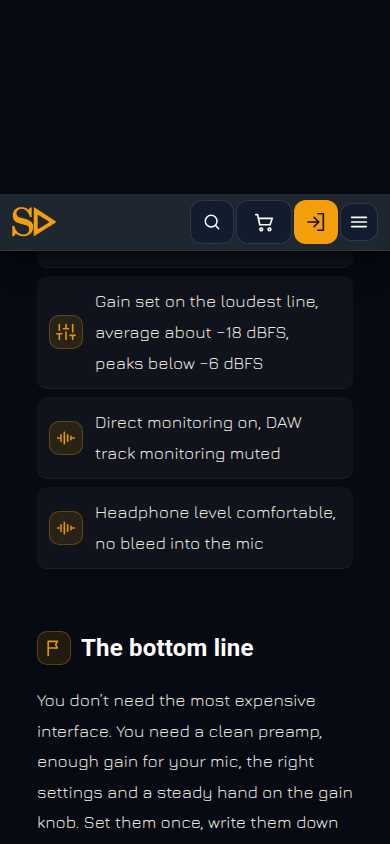 S
Gain set on the loudest line,
average about −18 dBFS,
peaks below −6 dBFS
Direct monitoring on, DAW
track monitoring muted
Headphone level comfortable,
no bleed into the mic
The bottom line
You don't need the most expensive
interface. You need a clean preamp,
enough gain for your mic, the right
settings and a steady hand on the gain
knob. Set them once, write them down